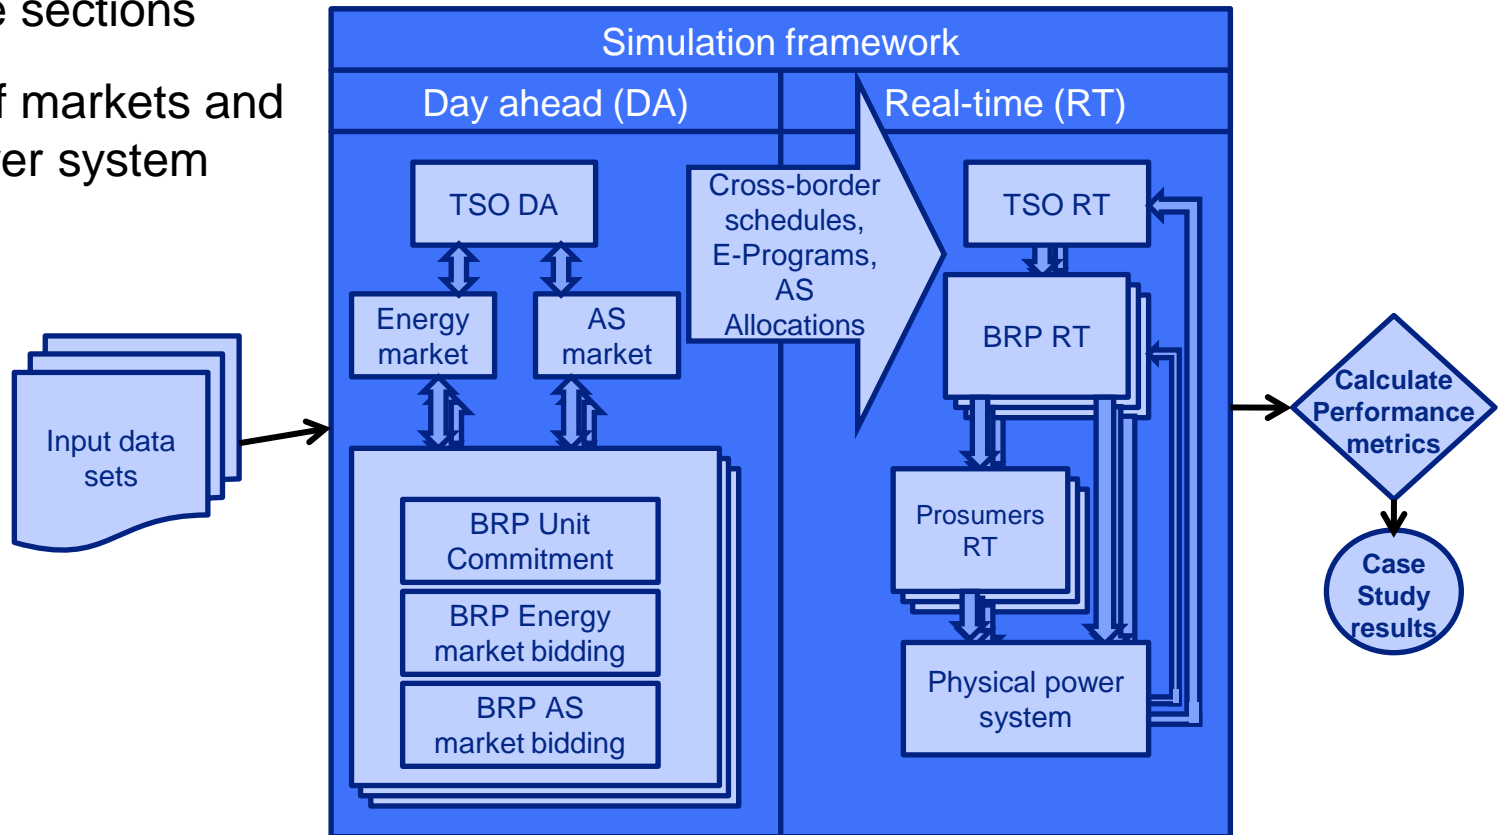 sections
markets and
system
Simulation framework
Day ahead (DA)
Real-time (RT)
TSO DA
Energy
market
AS
market
BRP Unit
Commitment
BRP Energy
market bidding
BRP AS
market bidding
Cross-border
schedules,
E-Programs,
AS
Allocations
TSO RT
BRP RT
Prosumers
RT
Physical power
system
Input data
sets
Calculate
Performance
metrics
Case
Study
results